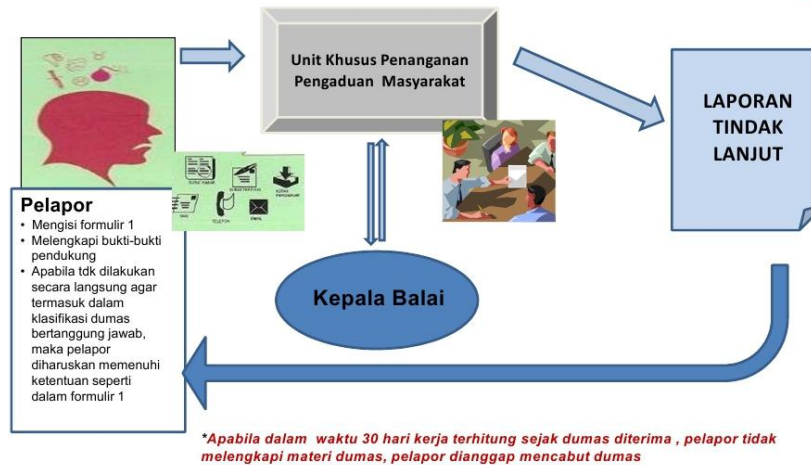 Unit Khusus Penanganan
Pengaduan Masyarakat
LAPORAN
TINDAK
LANJUT
KOTAK
TELEPON
Pelapor
• Mengisi formulir 1
• Melengkapi bukti-bukti
pendukung
• Apabila tdk dilakukan
secara langsung agar
termasuk dalam
klasifikasi dumas
bertanggung jawab,
maka pelapor
diharuskan memenuhi
ketentuan seperti
dalam formulir 1
Kepala Balai
*Apabila dalam waktu 30 hari kerja terhitung sejak dumas diterima , pelapor tidak
melengkapi materi dumas, pelapor dianggap mencabut dumas